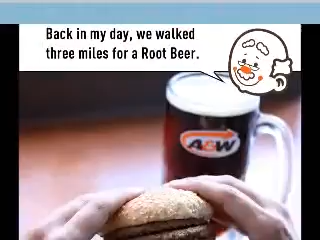 Back in my day, we walked
three miles for a Root Beer.
A&W